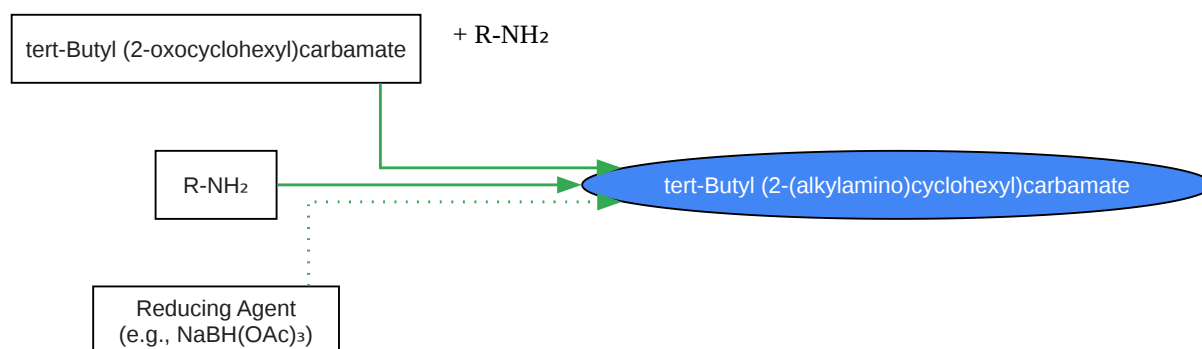 tert-Butyl (2-oxocyclohexyl)carbamate
+ R-NH₂
R-NH₂
tert-Butyl (2-(alkylamino)cyclohexyl)carbamate
Reducing Agent
(e.g., NaBH(OAc)₃)